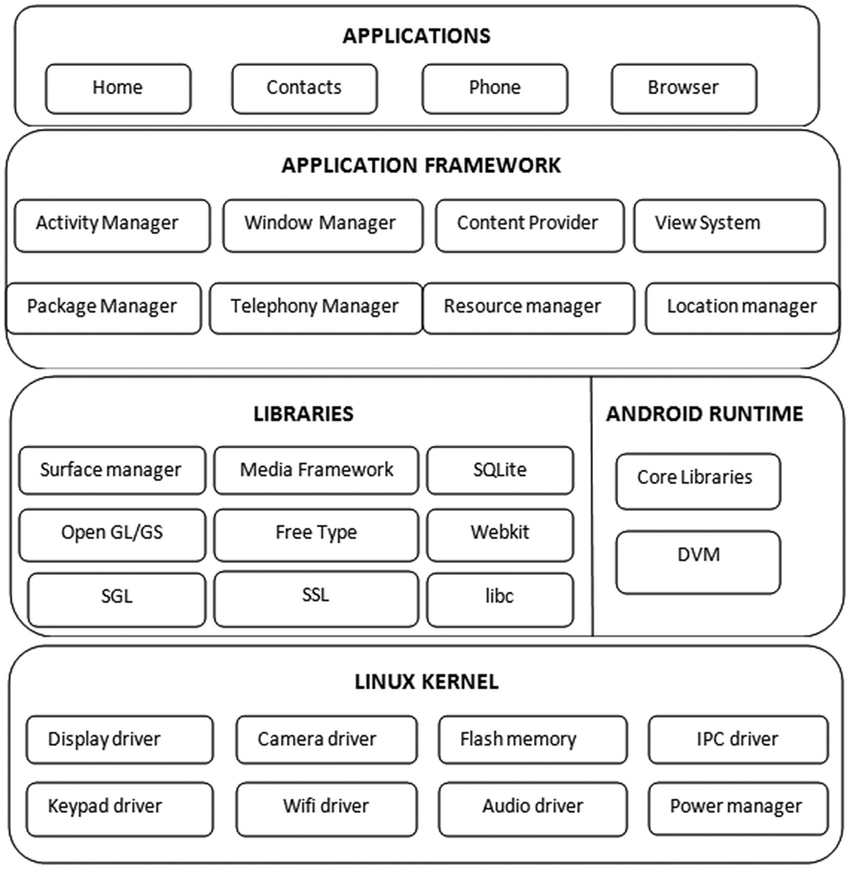 APPLICATIONS
Home
Contacts
Phone
Browser
APPLICATION FRAMEWORK
Activity Manager
Window Manager
Content Provider
View System
Package Manager
Telephony Manager
Resource manager
Location manager
LIBRARIES
Surface manager
Media Framework
SQLite
Open GL/GS
Free Type
Webkit
SGL
SSL
libc
ANDROID RUNTIME
Core Libraries
DVM
LINUX KERNEL
Display driver
Camera driver
Flash memory
IPC driver
Keypad driver
Wifi driver
Audio driver
Power manager